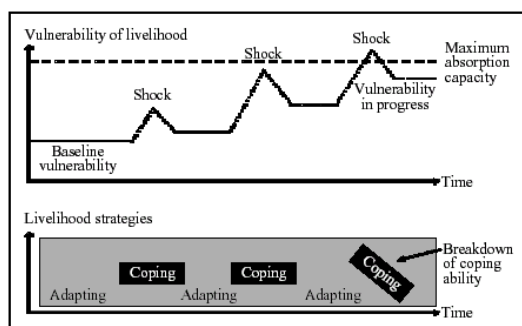 Vulnerability of livelihood
Shock
Shock
Shock
Maximum
absorption
capacity
Vulnerability
in progress
Baseline
vulnerability
Time
Livelihood strategies
Coping
Coping
Coping
Breakdown
of coping
ability
Adapting
Adapting
Adapting
Time